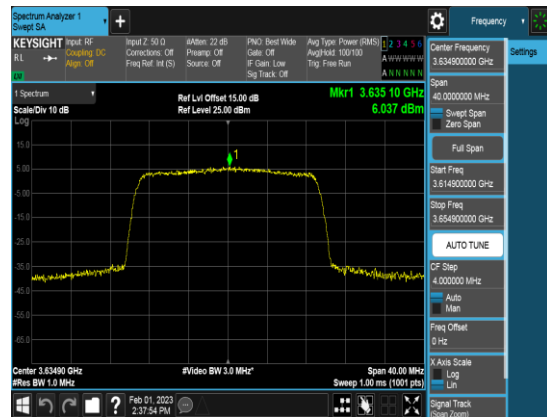 Spectrum Analyzer 1
Swept SA
Frequency
KEYSIGHT
Input: RF
Coupling: DC
Align: Off
Input Z: 50 Ω
Corrections: Off
Freq Ref: Int (S)
#Atten: 22 dB
Preamp: Off
Source: Off
PNO: Best Wide
Gate: Off
IF Gain: Low
Sig Track: Off
Avg Type: Power (RMS)
Avg|Hold: 100/100
Trig: Free Run
1 2 3 4 5 6
A W W W W W
A N N N N N
R L
LV
1 Spectrum
Scale/Div 10 dB
Ref Lvl Offset 15.00 dB
Ref Level 25.00 dBm
Mkr1 3.635 10 GHz
6.037 dBm
Log
15.0
5.00
-5.00
-15.0
-25.0
-35.0
-45.0
-55.0
-65.0
1
Center 3.63490 GHz
#Res BW 1.0 MHz
#Video BW 3.0 MHz*
Span 40.00 MHz
Sweep 1.00 ms (1001 pts)
Feb 01, 2023
2:37:54 PM
Center Frequency
3.634900000 GHz
Settings
Span
40.0000000 MHz
Swept Span
Zero Span
Full Span
Start Freq
3.614900000 GHz
Stop Freq
3.654900000 GHz
AUTO TUNE
CF Step
4.000000 MHz
Auto
Man
Freq Offset
0 Hz
X Axis Scale
Log
Lin
Signal Track
(Span Zoom)